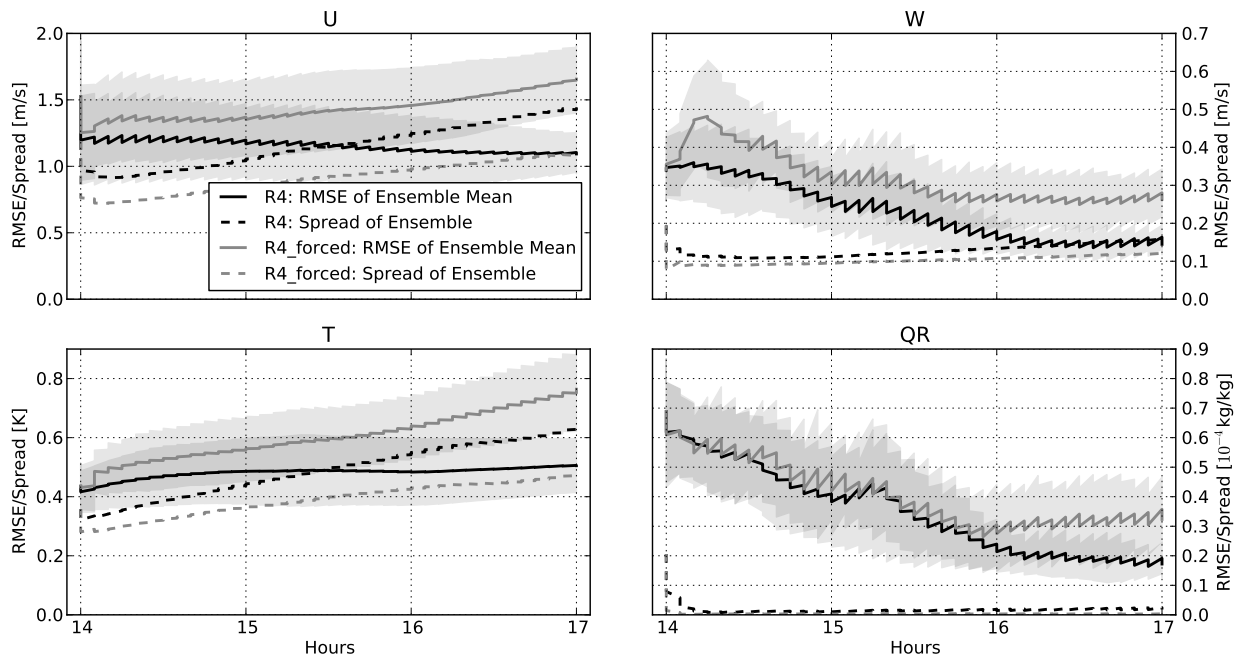 U
W
2.0
1.5
1.0
0.5
0.0
RMSE/Spread [m/s]
R4: RMSE of Ensemble Mean
R4: Spread of Ensemble
R4_forced: RMSE of Ensemble Mean
R4_forced: Spread of Ensemble
0.7
0.6
0.5
0.4
0.3
0.2
0.1
0.0
RMSE/Spread [m/s]
T
QR
0.8
0.6
0.4
0.2
0.0
RMSE/Spread [K]
14
15
16
17
Hours
0.9
0.8
0.7
0.6
0.5
0.4
0.3
0.2
0.1
0.0
RMSE/Spread [10⁻⁴ kg/kg]
14
15
16
17
Hours